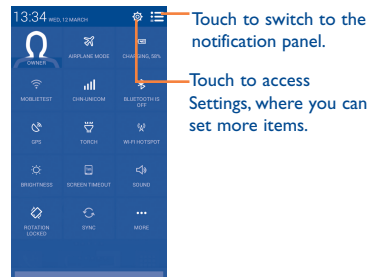 13:34 WED, 12 MARCH
Touch to switch to the
notification panel.
OWNER
AIRPLANE MODE
CHARGING, 58%
Touch to access
Settings, where you can
set more items.
MOBLIETEST
CHN-UNICOM
BLUETOOTH IS
OFF
GPS
TORCH
WI-FI HOTSPOT
BRIGHTNESS
SCREEN TIMEOUT
SOUND
ROTATION
LOCKED
SYNC
MORE